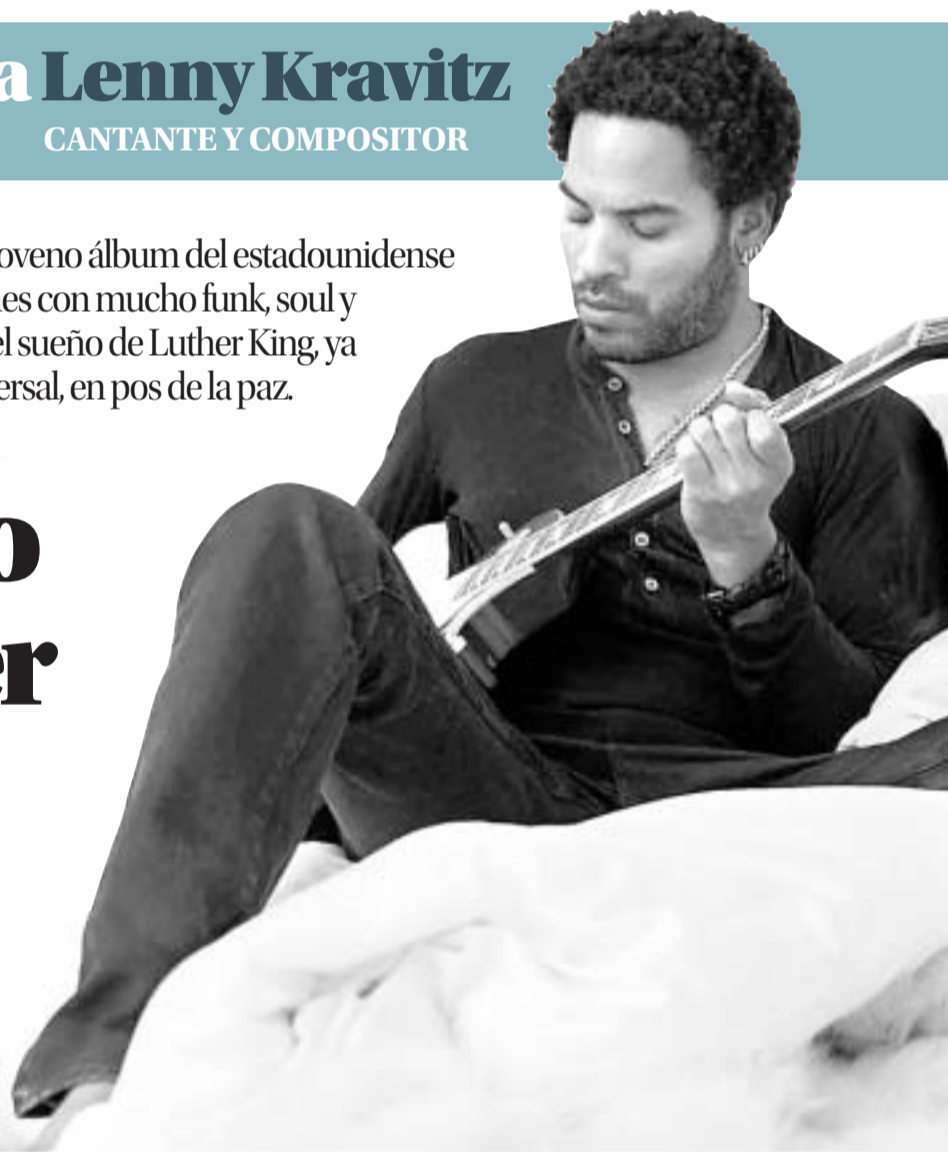 a Lenny Kravitz
CANTANTE Y COMPOSITOR
oveno álbum del estadounidense
es con mucho funk, soul y
el sueño de Luther King, ya
ersal, en pos de la paz.
o
er